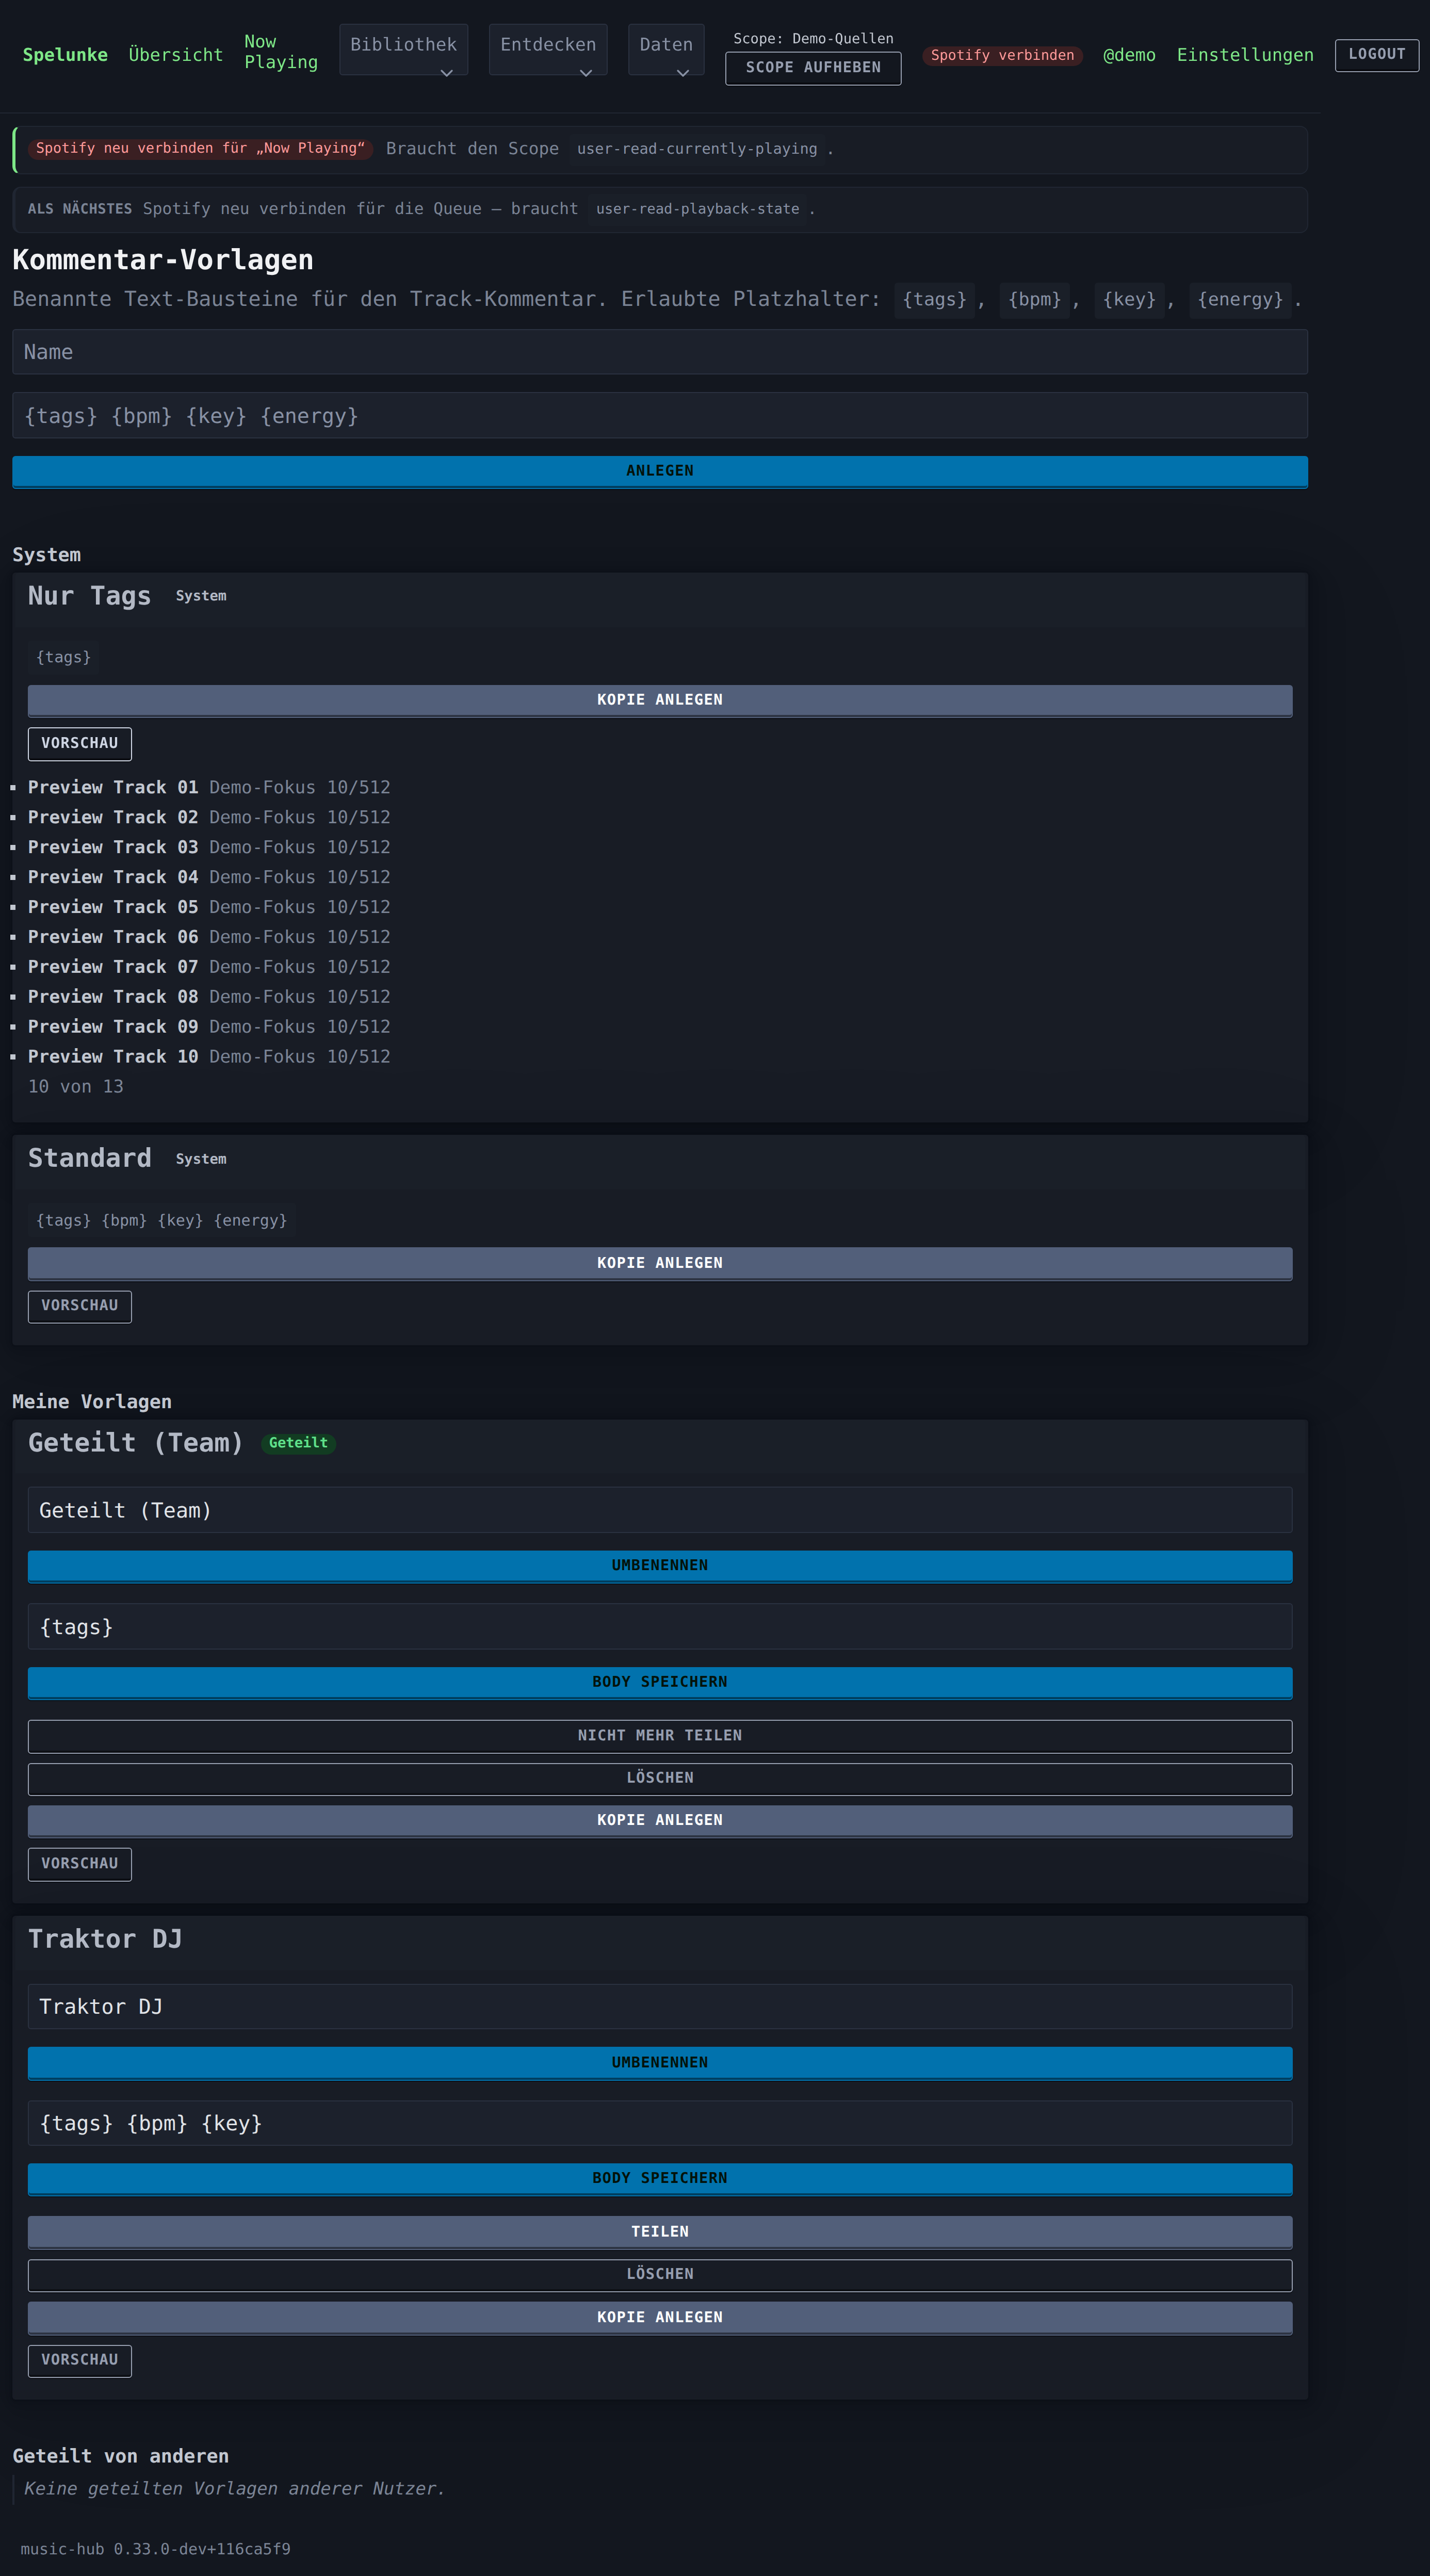 Spelunke Übersicht Now Playing Bibliothek Entdecken Daten Scope: Demo-Quellen SCOPE AUFHEBEN Spotify verbinden @demo Einstellungen LOGOUT
Spotify neu verbinden für „Now Playing“ Braucht den Scope user-read-currently-playing .
ALS NÄCHSTES Spotify neu verbinden für die Queue — braucht user-read-playback-state .
Kommentar-Vorlagen
Benannte Text-Bausteine für den Track-Kommentar. Erlaubte Platzhalter: {tags} , {bpm} , {key} , {energy} .
Name
{tags} {bpm} {key} {energy}
ANLEGEN
System
Nur Tags System
{tags}
KOPIE ANLEGEN
VORSCHAU
Preview Track 01 Demo-Fokus 10/512
Preview Track 02 Demo-Fokus 10/512
Preview Track 03 Demo-Fokus 10/512
Preview Track 04 Demo-Fokus 10/512
Preview Track 05 Demo-Fokus 10/512
Preview Track 06 Demo-Fokus 10/512
Preview Track 07 Demo-Fokus 10/512
Preview Track 08 Demo-Fokus 10/512
Preview Track 09 Demo-Fokus 10/512
Preview Track 10 Demo-Fokus 10/512
10 von 13
Standard System
{tags} {bpm} {key} {energy}
KOPIE ANLEGEN
VORSCHAU
Meine Vorlagen
Geteilt (Team) Geteilt
Geteilt (Team)
UMBENENNEN
{tags}
BODY SPEICHERN
NICHT MEHR TEILEN
LÖSCHEN
KOPIE ANLEGEN
VORSCHAU
Traktor DJ
Traktor DJ
UMBENENNEN
{tags} {bpm} {key}
BODY SPEICHERN
TEILEN
LÖSCHEN
KOPIE ANLEGEN
VORSCHAU
Geteilt von anderen
Keine geteilten Vorlagen anderer Nutzer.
music-hub 0.33.0-dev+116ca5f9